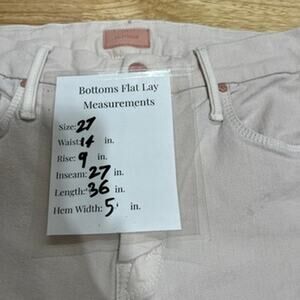 Bottoms Flat Lay
Measurements
Size: 27
Waist: 14 in.
Rise: 9 in.
Inseam: 27 in.
Length: 36 in.
Hem Width: 5 in.